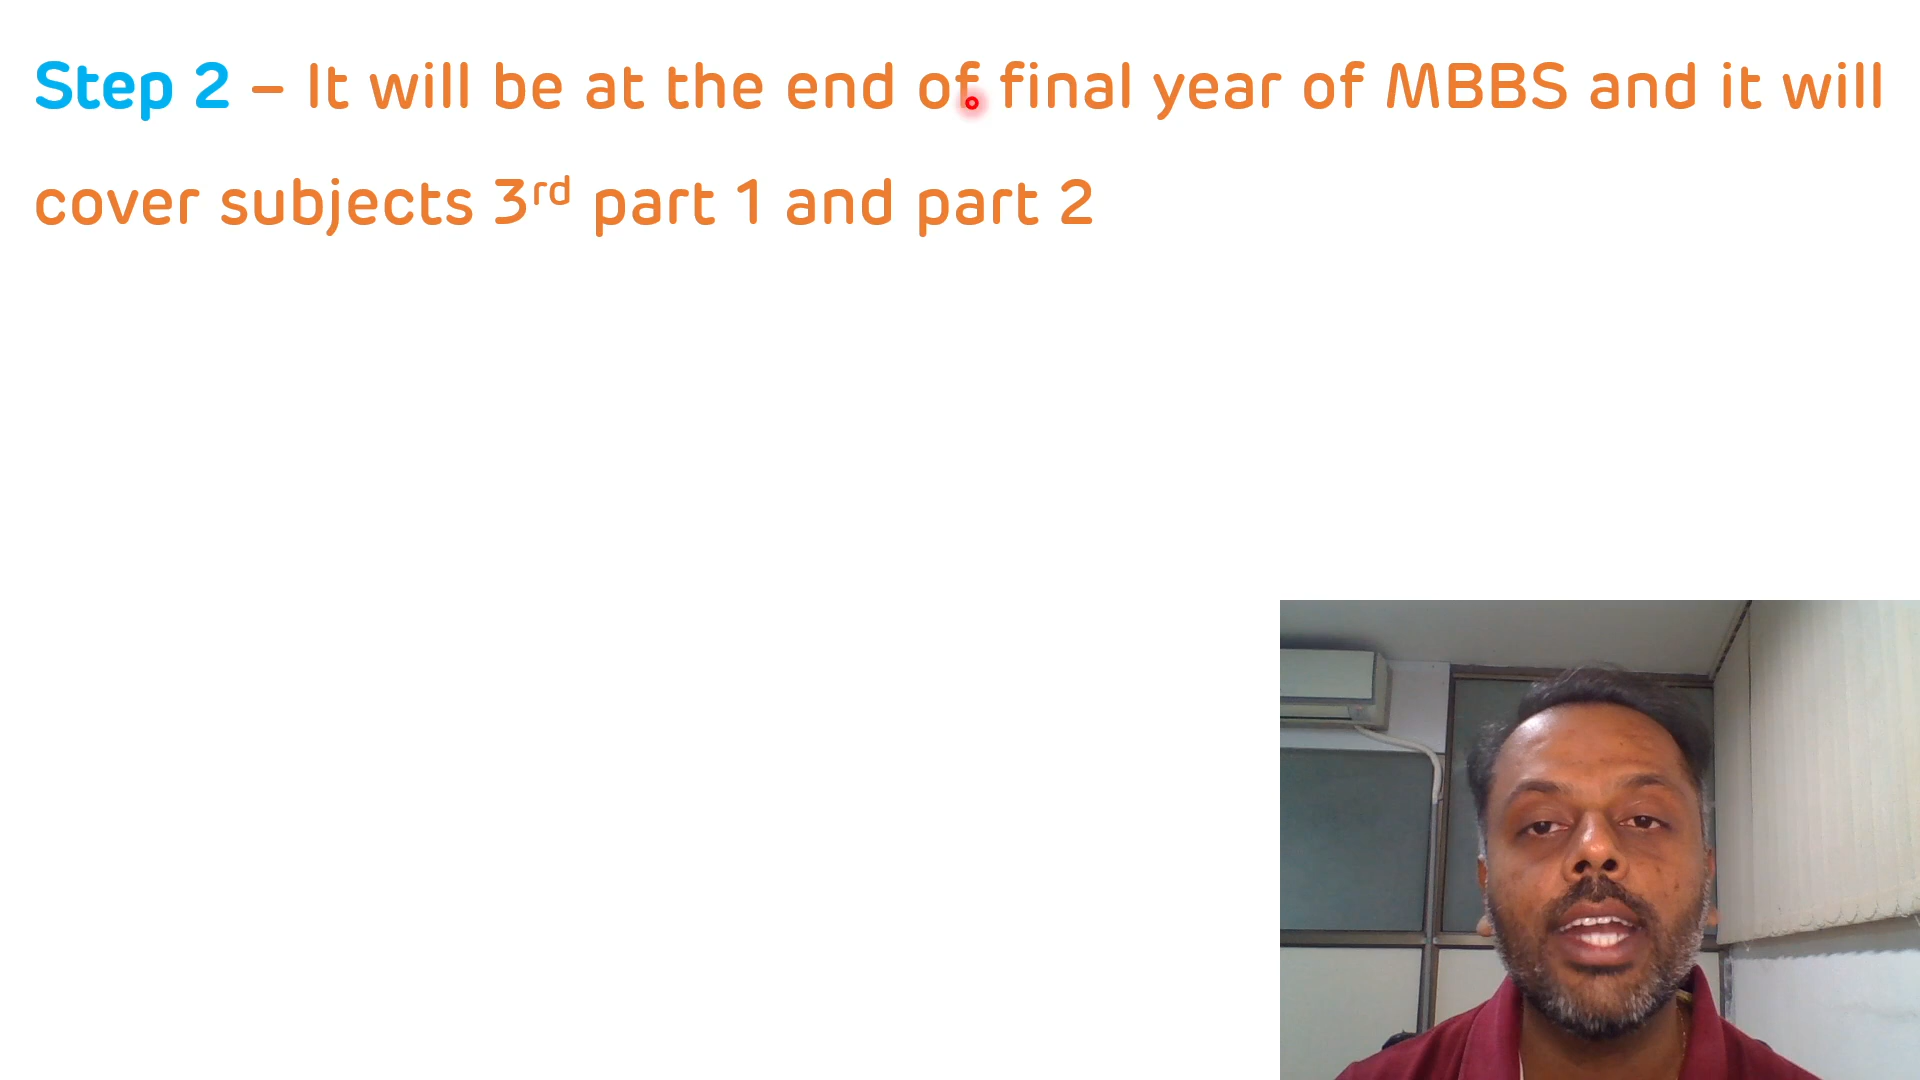 Step 2 – It will be at the end of final year of MBBS and it will
cover subjects 3rd part 1 and part 2